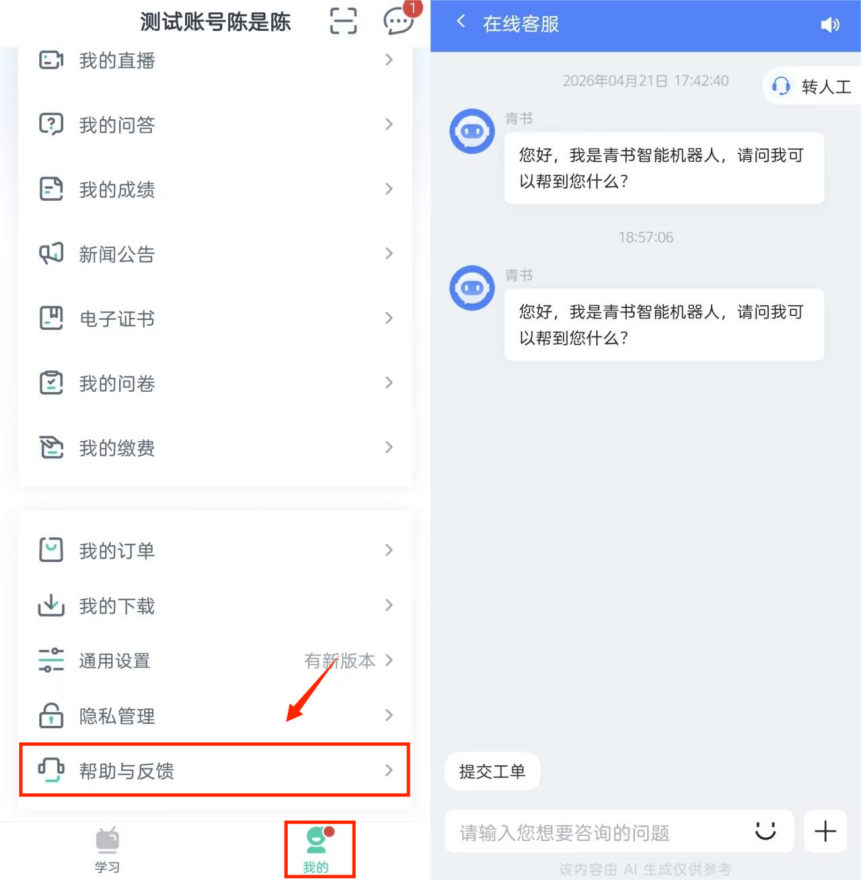 测试账号陈是陈
1
我的直播
我的问答
我的成绩
新闻公告
电子证书
我的问卷
我的缴费
我的订单
我的下载
通用设置
有新版本
隐私管理
帮助与反馈
学习
我的
在线客服
2026年04月21日 17:42:40
转人工
青书
您好，我是青书智能机器人，请问我可
以帮到您什么？
18:57:06
青书
您好，我是青书智能机器人，请问我可
以帮到您什么？
提交工单
请输入您想要咨询的问题
该内容由 AI 生成仅供参考